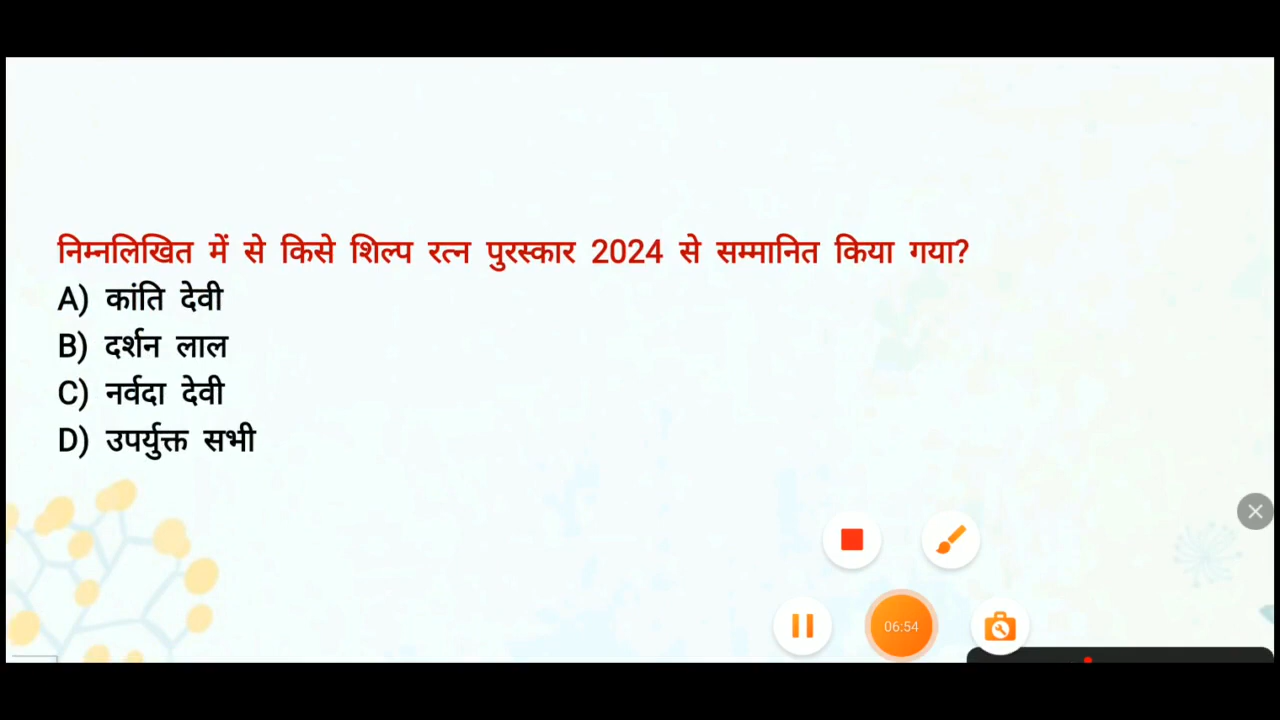 निम्नलिखित में से किसे शिल्प रत्न पुरस्कार 2024 से सम्मानित किया गया?
A) कांति देवी
B) दर्शन लाल
C) नर्वदा देवी
D) उपर्युक्त सभी
06:54